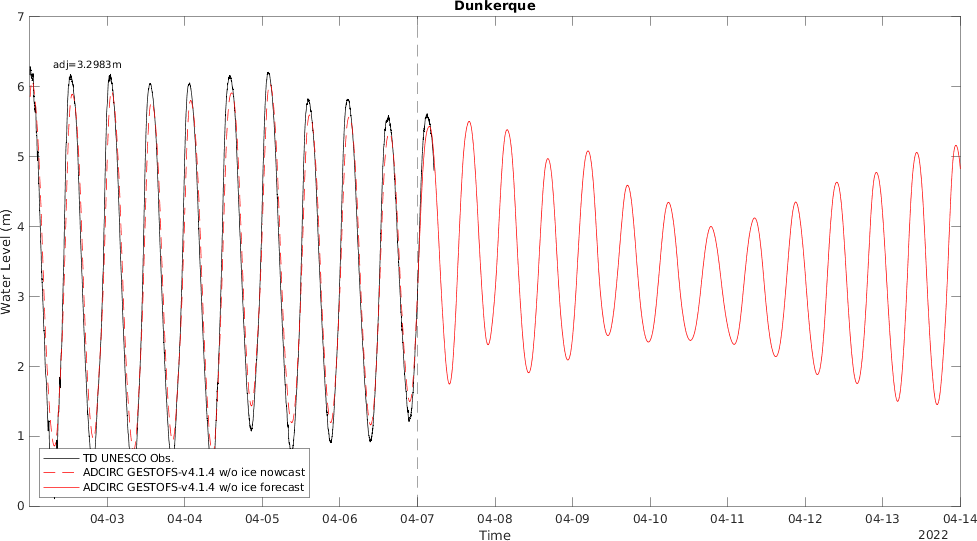 Dunkerque
7
adj=3.2983m
6
5
4
3
2
1
0
Water Level (m)
TD UNESCO Obs.
ADCIRC GESTOFS-v4.1.4 w/o ice nowcast
ADCIRC GESTOFS-v4.1.4 w/o ice forecast
04-03 04-04 04-05 04-06 04-07 04-08 04-09 04-10 04-11 04-12 04-13 04-14
Time
2022